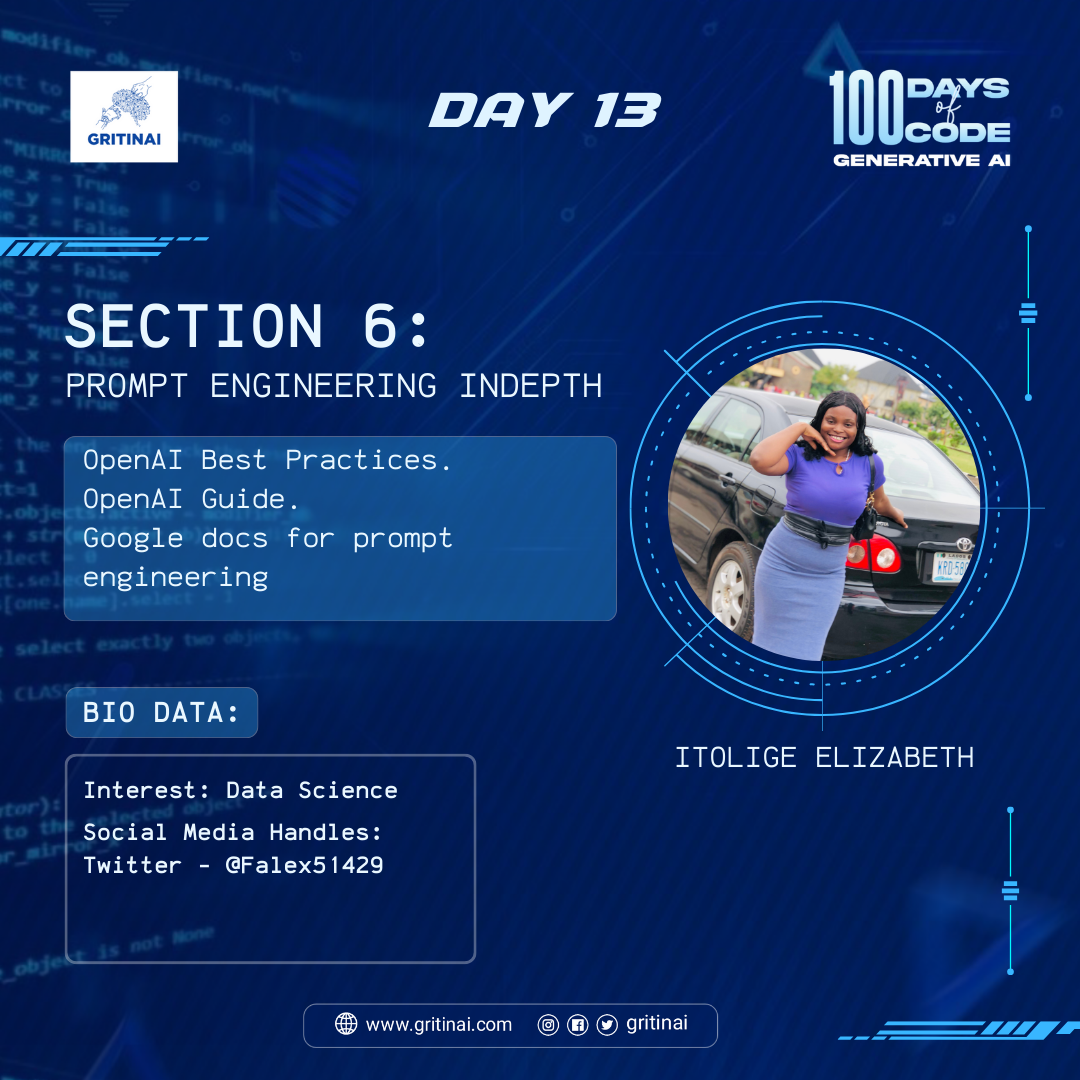 GRITINAI
DAY 13
100 DAYS
of
CODE
GENERATIVE AI
SECTION 6:
PROMPT ENGINEERING INDEPTH
OpenAI Best Practices.
OpenAI Guide.
Google docs for prompt
engineering
ITOLIGE ELIZABETH
BIO DATA:
Interest: Data Science
Social Media Handles:
Twitter - @Falex51429
www.gritinai.com
gritinai